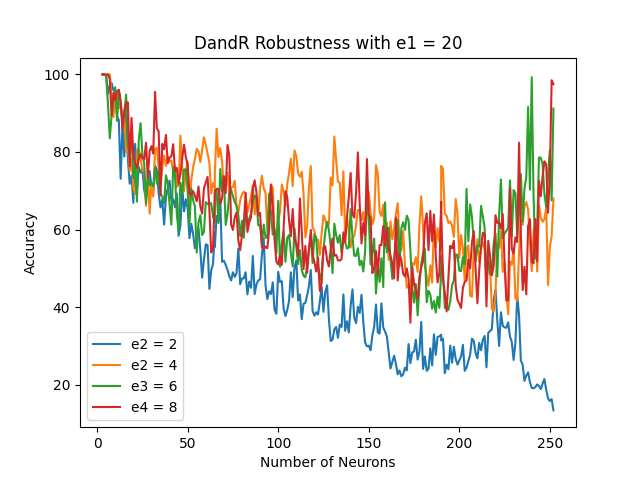 DandR Robustness with e1 = 20
100
80
60
40
20
Accuracy
e2 = 2
e2 = 4
e3 = 6
e4 = 8
0
50
100
150
200
250
Number of Neurons